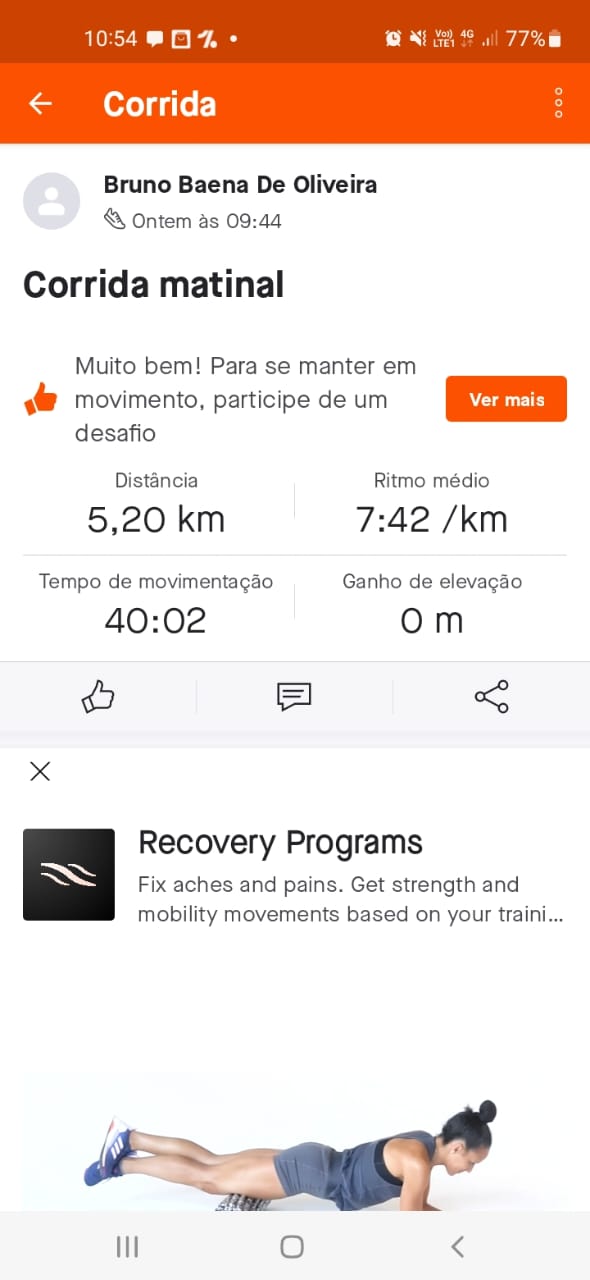 10:54
Vo) 4G
LTE1
77%
Corrida
Bruno Baena De Oliveira
Ontem às 09:44
Corrida matinal
Muito bem! Para se manter em
movimento, participe de um
desafio
Ver mais
Distância
Ritmo médio
5,20 km
7:42 /km
Tempo de movimentação
Ganho de elevação
40:02
0 m
Recovery Programs
Fix aches and pains. Get strength and
mobility movements based on your traini...